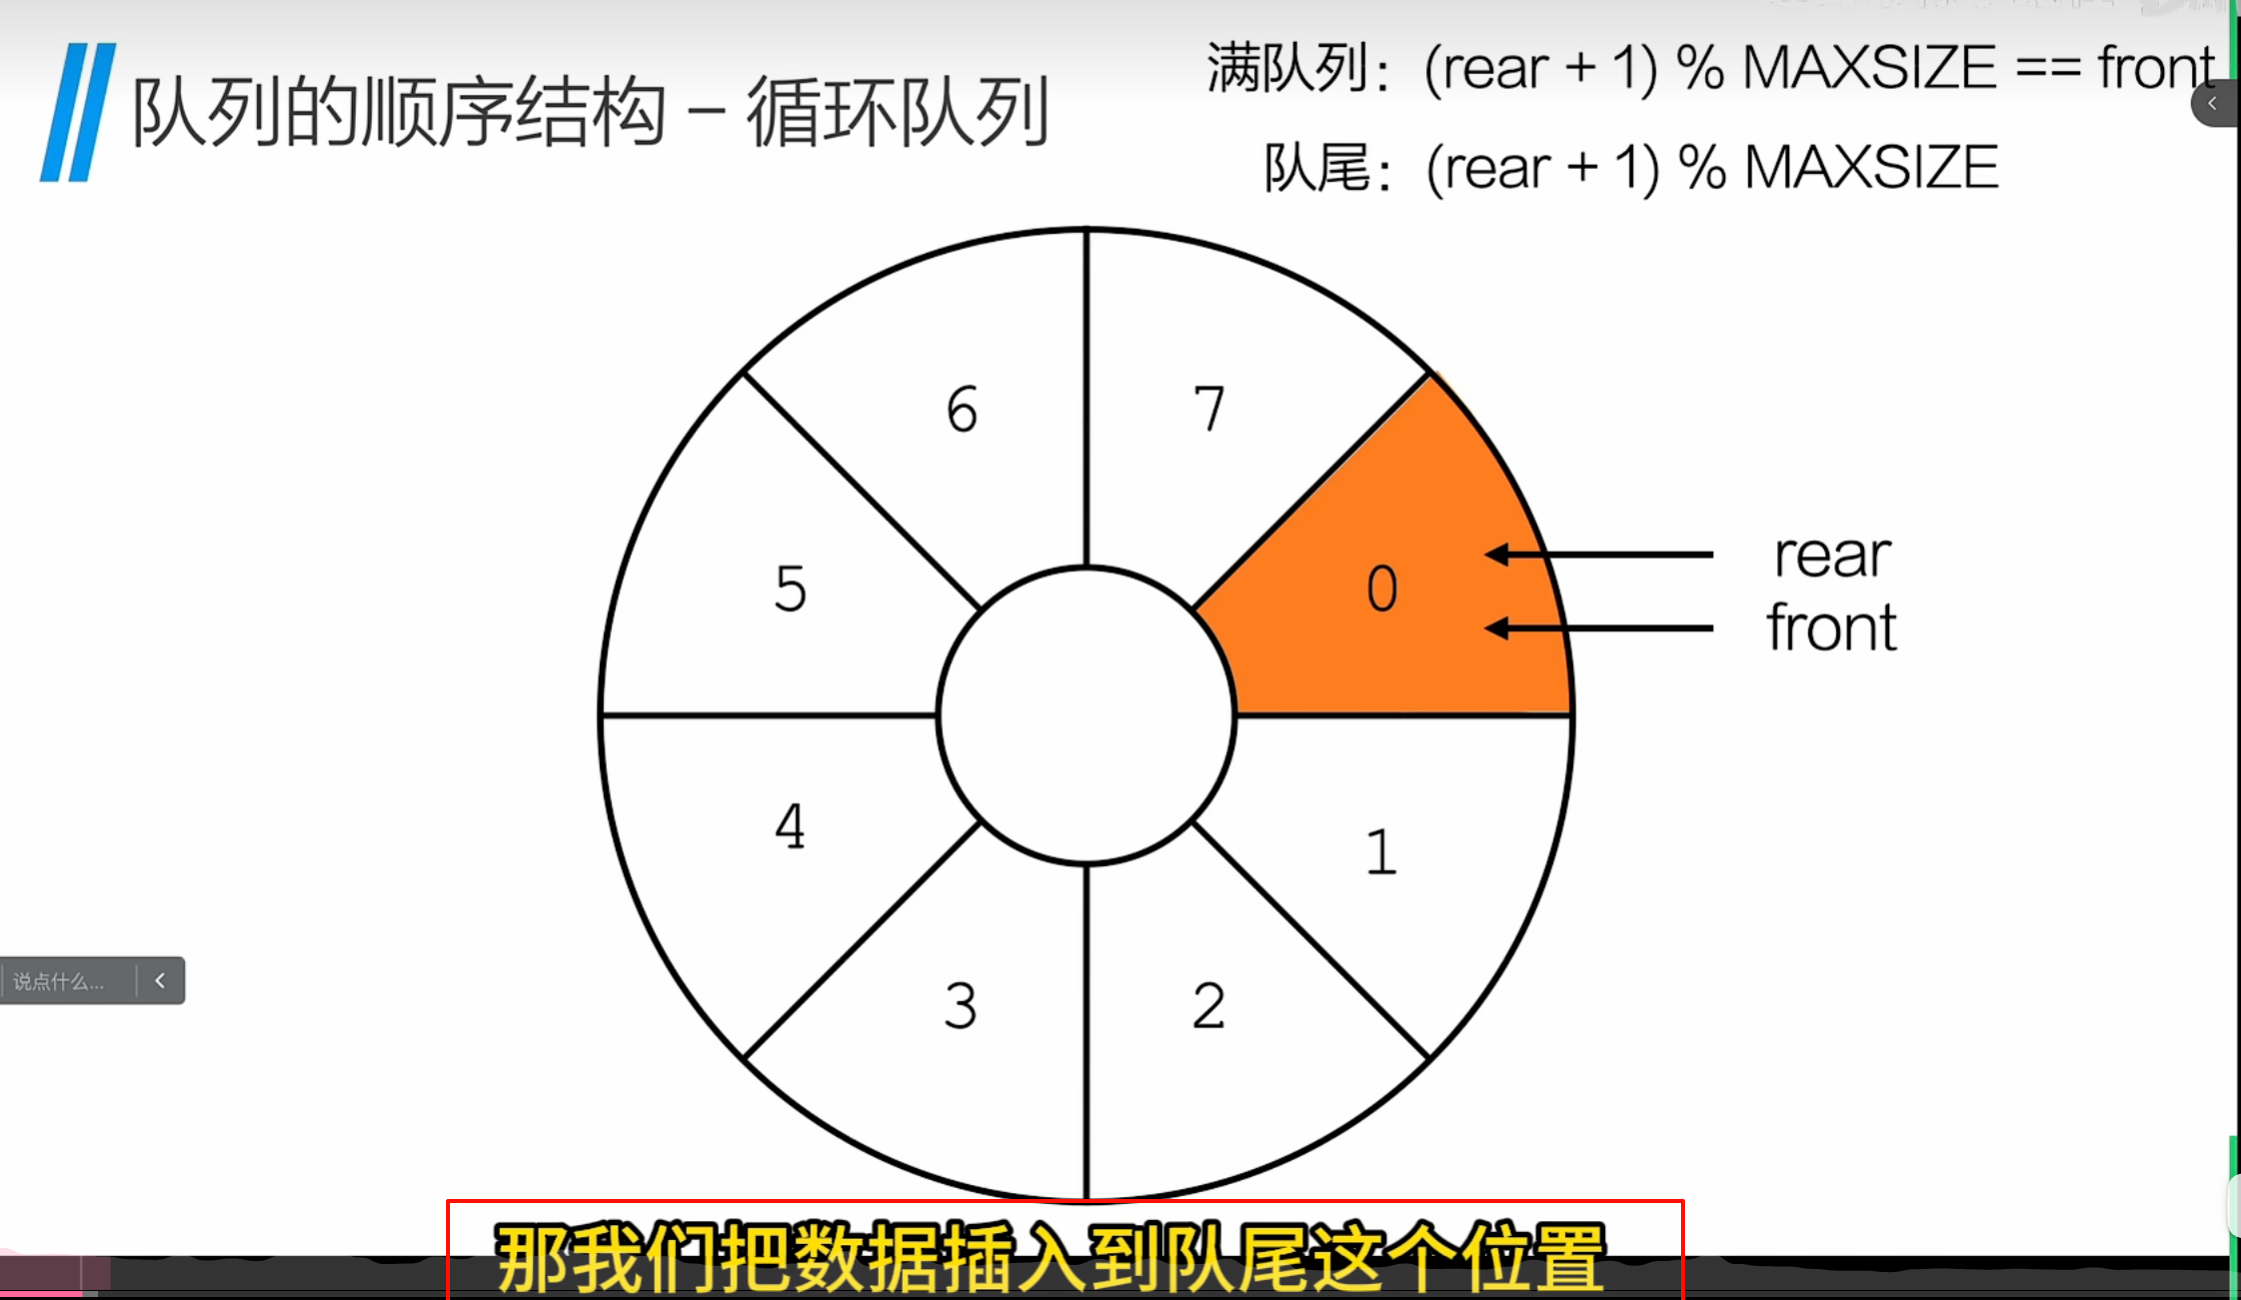 队列的顺序结构 – 循环队列
满队列：(rear + 1) % MAXSIZE == front
队尾：(rear + 1) % MAXSIZE
6
7
5
0
rear
front
4
1
3
2
说点什么...
那我们把数据插入到队尾这个位置